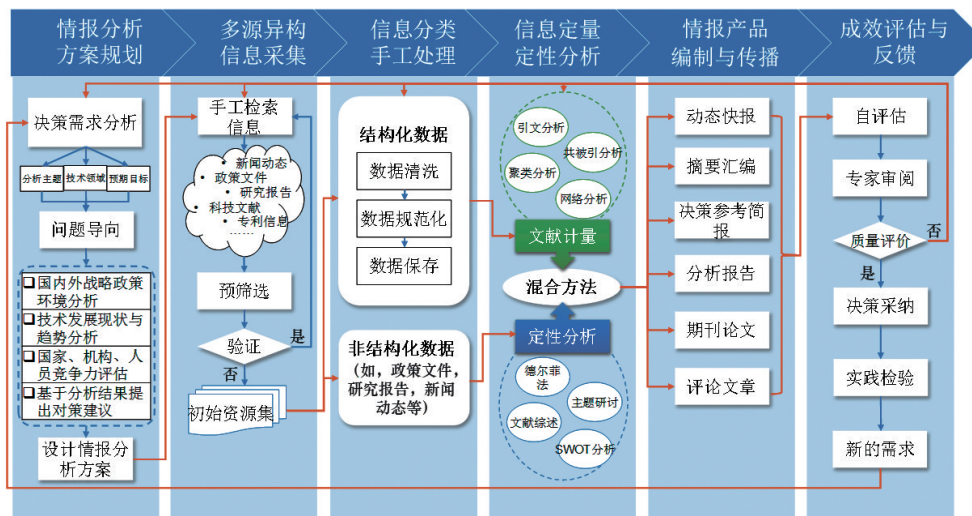 情报分析
方案规划
多源异构
信息采集
信息分类
手工处理
信息定量
定性分析
情报产品
编制与传播
成效评估与
反馈
决策需求分析
分析主题
技术领域
预期目标
问题导向
国内外战略政策
环境分析
技术发展现状与
趋势分析
国家、机构、人
员竞争力评估
基于分析结果提
出对策建议
设计情报分
析方案
手工检索
信息
• 新闻动态
• 政策文件
• 研究报告
• 科技文献
• 专利信息
……
预筛选
验证
是
否
初始资源集
结构化数据
数据清洗
数据规范化
数据保存
非结构化数据
(如，政策文件，
研究报告，新闻
动态等)
引文分析
共被引分析
聚类分析
网络分析
文献计量
混合方法
定性分析
德尔菲
法
主题研讨
文献综述
SWOT分析
动态快报
摘要汇编
决策参考简
报
分析报告
期刊论文
评论文章
自评估
专家审阅
质量评价
否
是
决策采纳
实践检验
新的需求